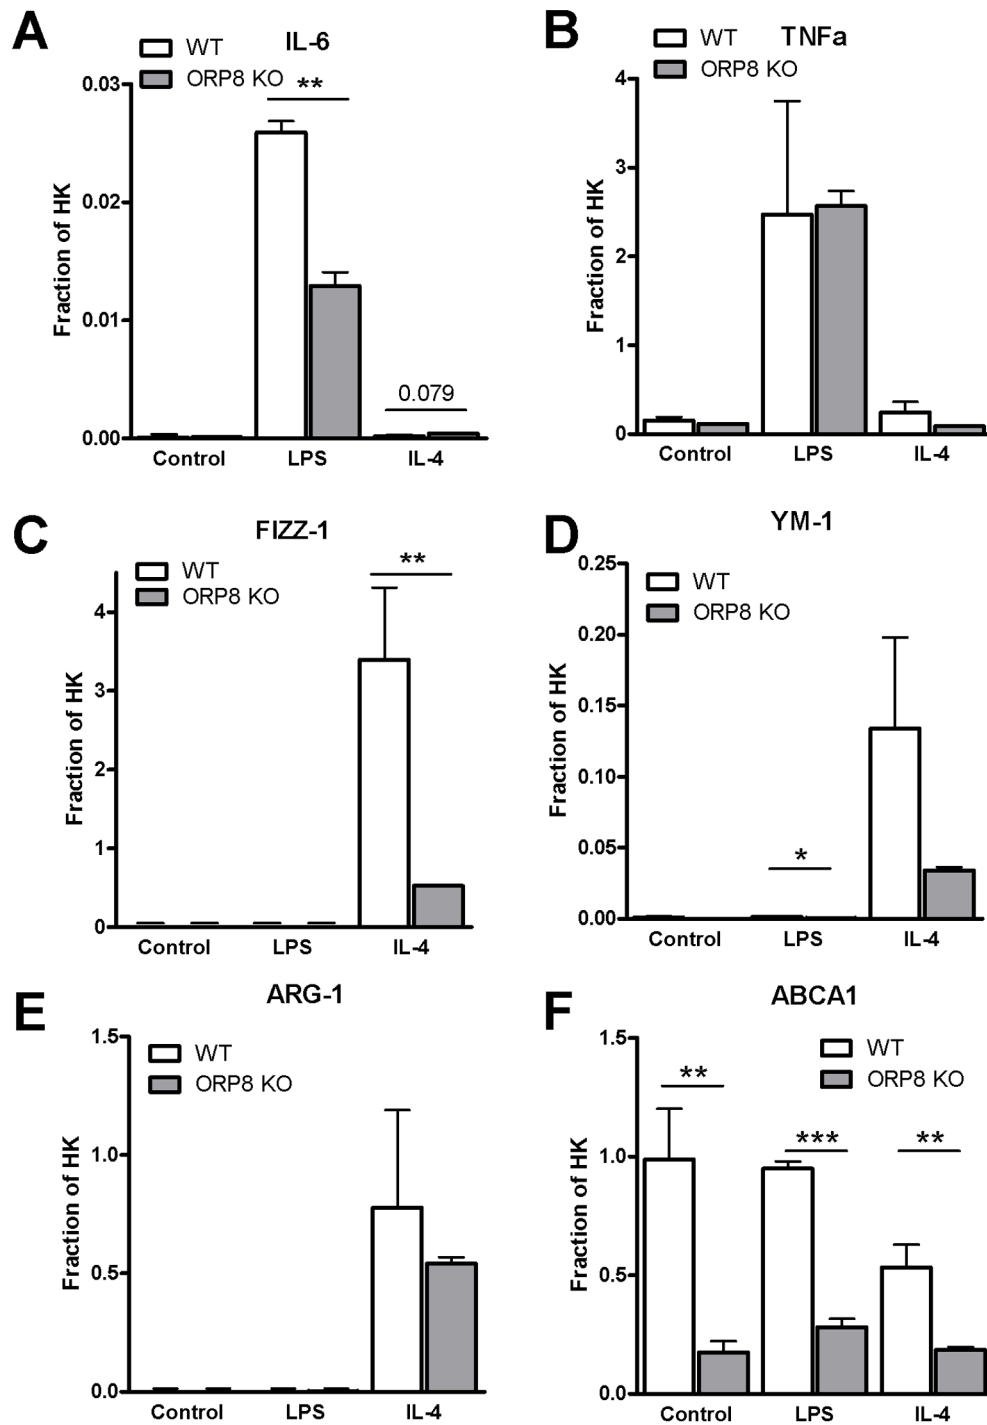 A
IL-6
WT
ORP8 KO
**
0.03
0.02
0.01
0.00
Fraction of HK
0.079
Control LPS IL-4
B
TNFa
WT
ORP8 KO
4
3
2
1
0
Fraction of HK
Control LPS IL-4
C
FIZZ-1
WT
ORP8 KO
**
4
3
2
1
0
Fraction of HK
Control LPS IL-4
D
YM-1
WT
ORP8 KO
0.25
0.20
0.15
0.10
0.05
0.00
Fraction of HK
*
Control LPS IL-4
E
ARG-1
WT
ORP8 KO
1.5
1.0
0.5
0.0
Fraction of HK
Control LPS IL-4
F
ABCA1
WT
ORP8 KO
1.5
1.0
0.5
0.0
Fraction of HK
**
***
**
Control LPS IL-4